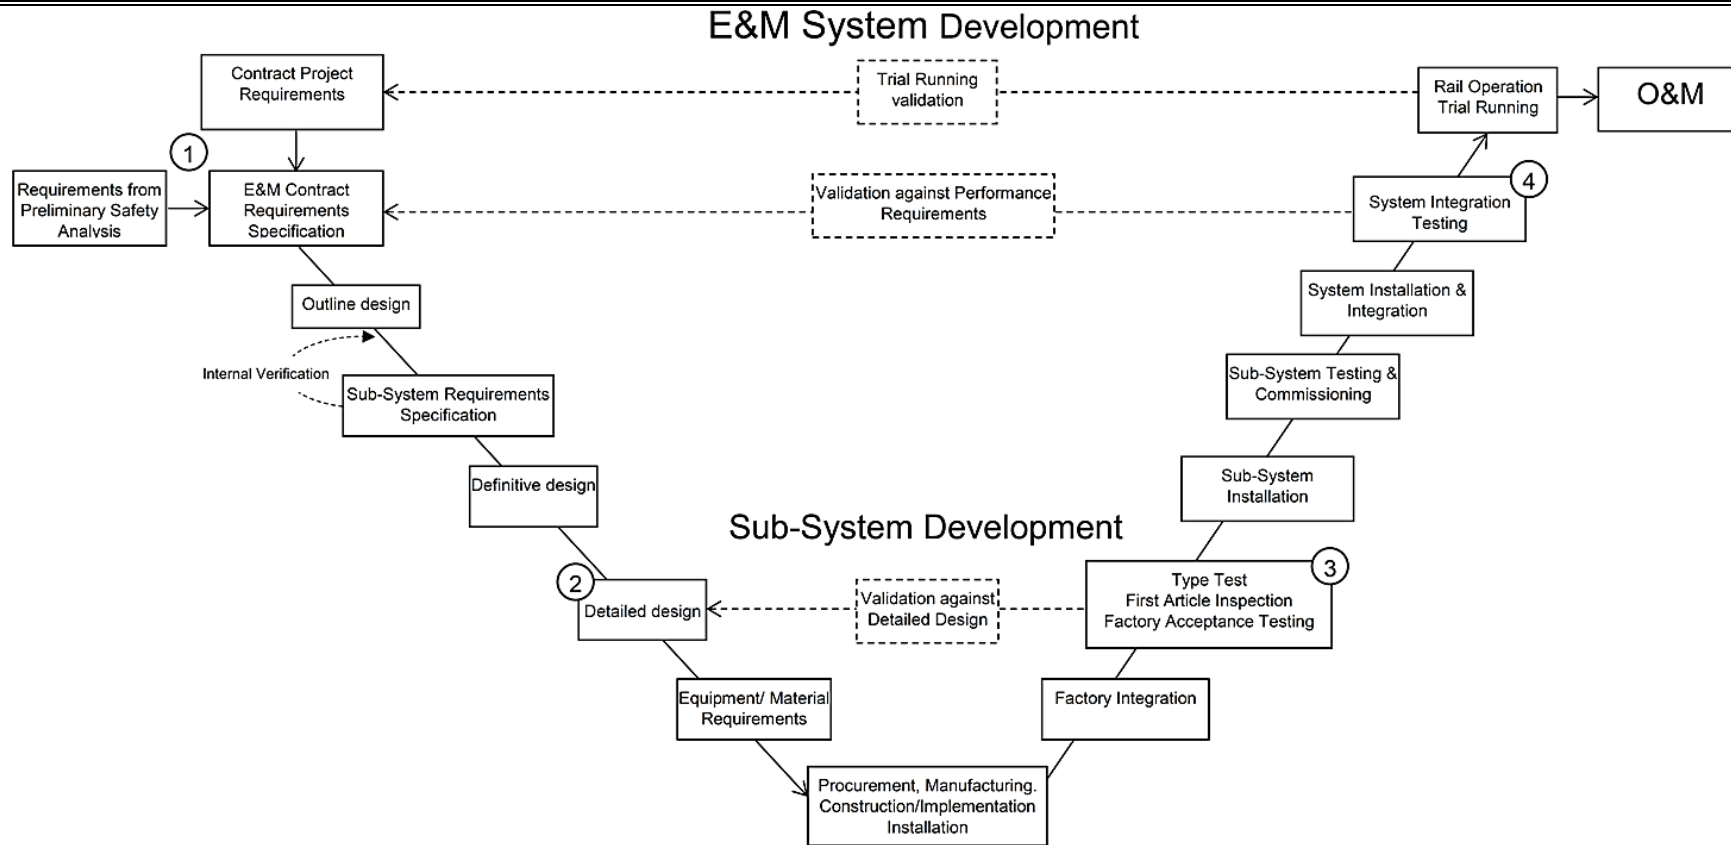 E&M System Development
Contract Project
Requirements
Trial Running
validation
Rail Operation
Trial Running
O&M
1
Requirements from
Preliminary Safety
Analysis
E&M Contract
Requirements
Specification
Validation against Performance
Requirements
4
System Integration
Testing
Outline design
System Installation &
Integration
Internal Verification
Sub-System Requirements
Specification
Sub-System Testing &
Commissioning
Definitive design
Sub-System
Installation
Sub-System Development
2
Detailed design
Validation against
Detailed Design
3
Type Test
First Article Inspection
Factory Acceptance Testing
Equipment/ Material
Requirements
Factory Integration
Procurement, Manufacturing.
Construction/Implementation
Installation